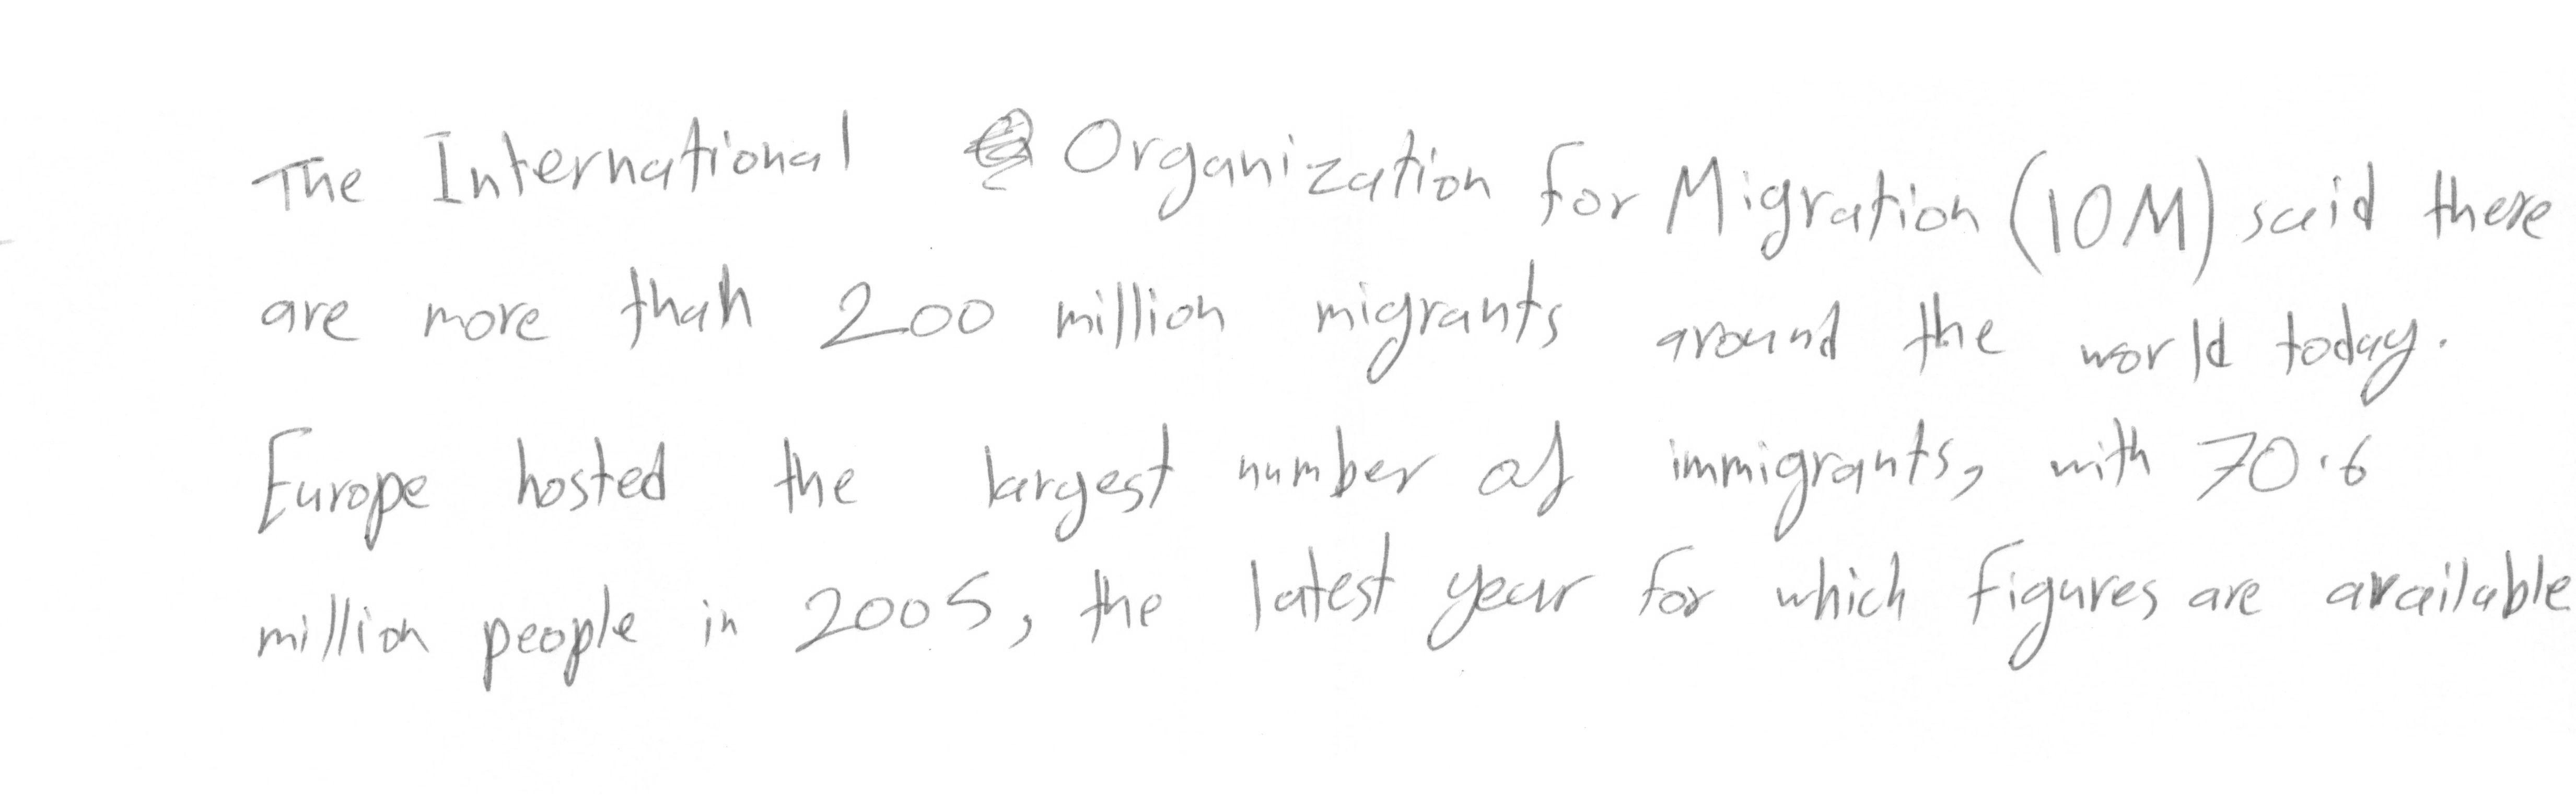 The International Organization for Migration (IOM) said there
are more than 200 million migrants around the world today.
Europe hosted the largest number of immigrants, with 70.6
million people in 2005, the latest year for which figures are available